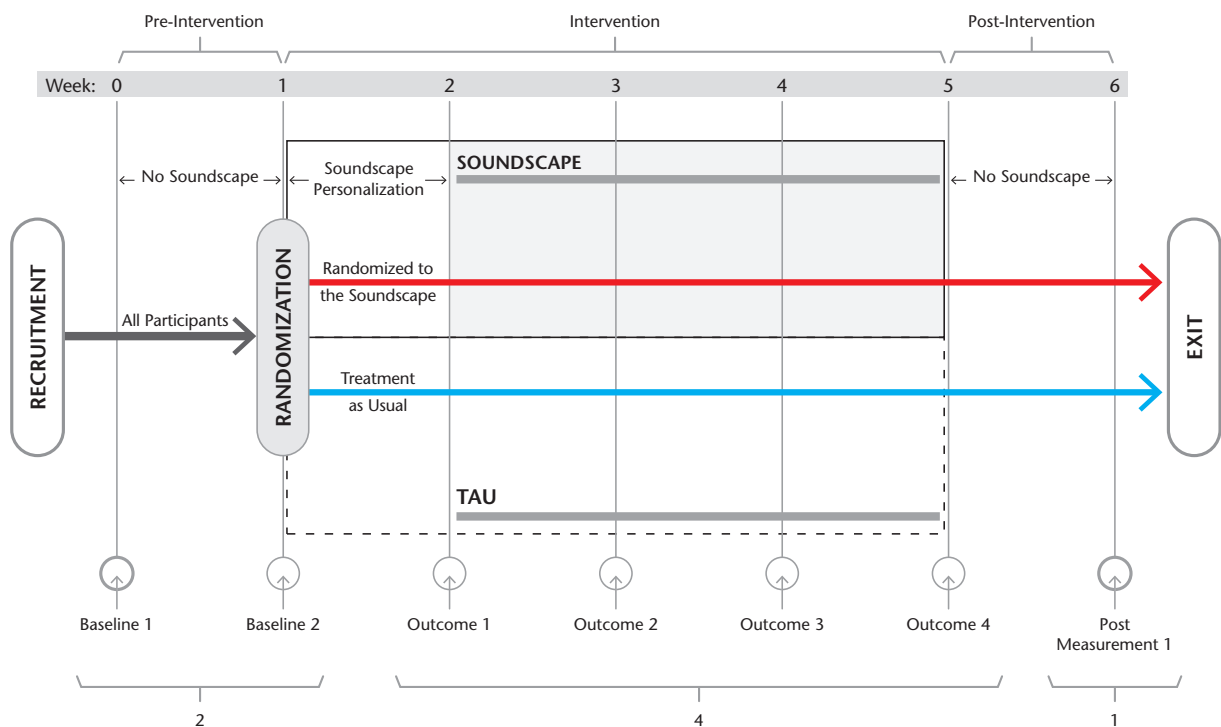 Pre-Intervention Intervention Post-Intervention
Week: 0 1 2 3 4 5 6
SOUNDSCAPE
← No Soundscape → ← Soundscape Personalization → ← No Soundscape →
RECRUITMENT
All Participants
RANDOMIZATION
Randomized to
the Soundscape
Treatment
as Usual
EXIT
TAU
Baseline 1 Baseline 2 Outcome 1 Outcome 2 Outcome 3 Outcome 4 Post
Measurement 1
2 4 1